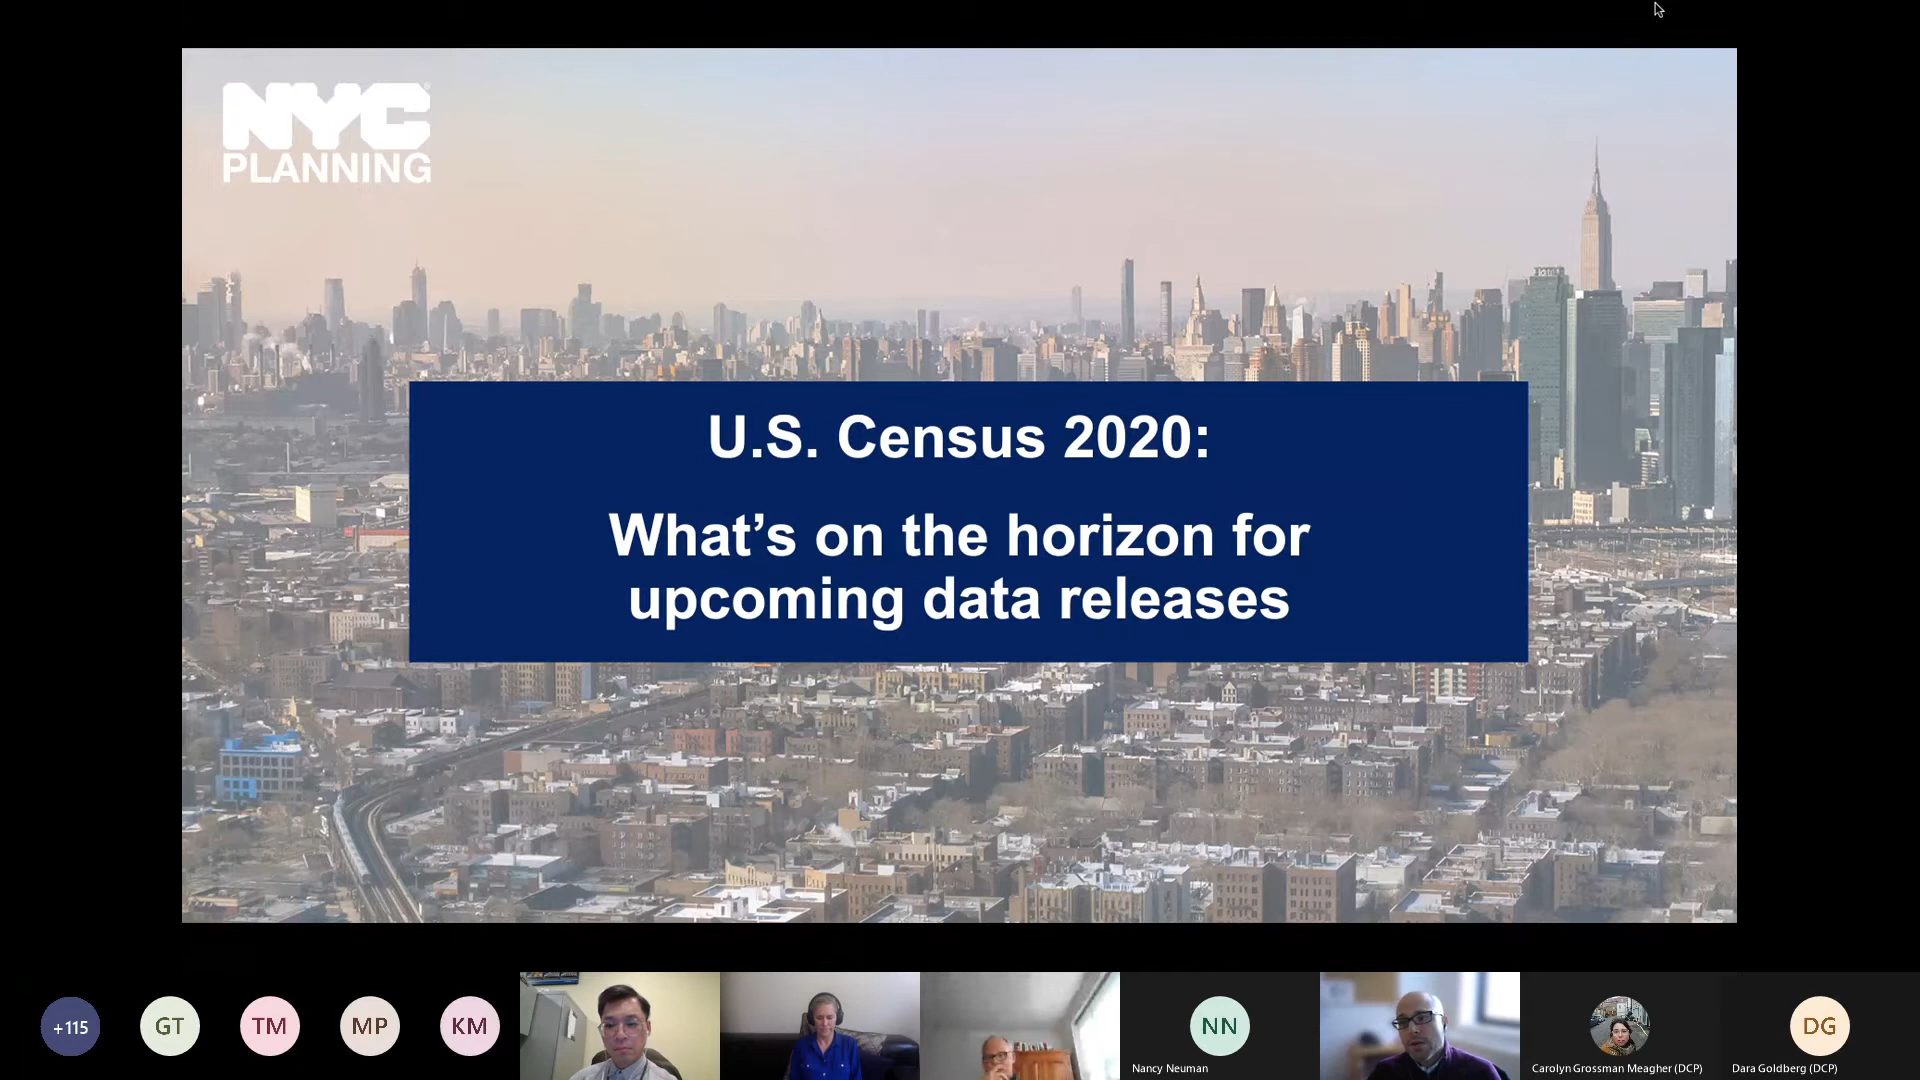 NYC
PLANNING
U.S. Census 2020:
What’s on the horizon for
upcoming data releases
+115
GT
TM
MP
KM
NN
Nancy Neuman
Carolyn Grossman Meagher (DCP)
DG
Dara Goldberg (DCP)